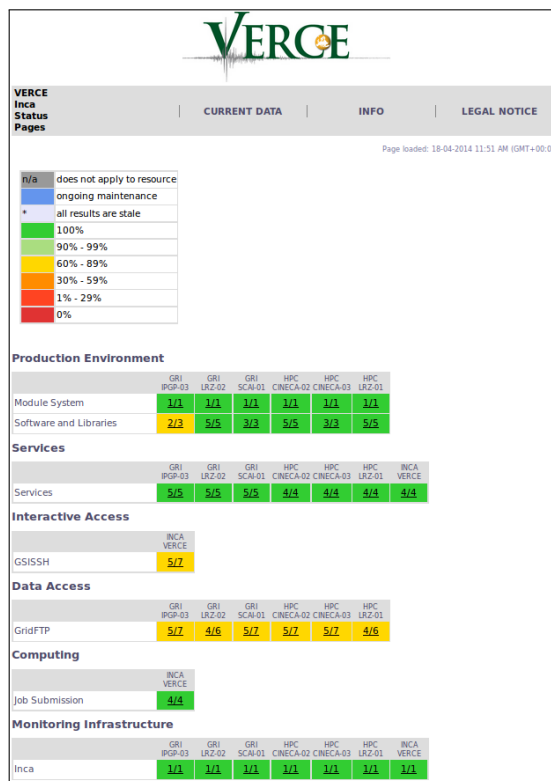 VERCE
VERCE
Inca
Status
Pages
| CURRENT DATA | INFO | LEGAL NOTICE
Page loaded: 18-04-2014 11:51 AM (GMT+00:0
n/a does not apply to resource
ongoing maintenance
* all results are stale
100%
90% - 99%
60% - 89%
30% - 59%
1% - 29%
0%
Production Environment
GRI GRI GRI HPC HPC HPC
IPGP-03 LRZ-02 SCAI-01 CINECA-02 CINECA-03 LRZ-01
Module System 1/1 1/1 1/1 1/1 1/1 1/1
Software and Libraries 2/3 5/5 3/3 5/5 3/3 5/5
Services
GRI GRI GRI HPC HPC HPC INCA
IPGP-03 LRZ-02 SCAI-01 CINECA-02 CINECA-03 LRZ-01 VERCE
Services 5/5 5/5 5/5 4/4 4/4 4/4 4/4
Interactive Access
INCA
VERCE
GSISSH 5/7
Data Access
GRI GRI GRI HPC HPC HPC
IPGP-03 LRZ-02 SCAI-01 CINECA-02 CINECA-03 LRZ-01
GridFTP 5/7 4/6 5/7 5/7 5/7 4/6
Computing
INCA
VERCE
Job Submission 4/4
Monitoring Infrastructure
GRI GRI GRI HPC HPC HPC INCA
IPGP-03 LRZ-02 SCAI-01 CINECA-02 CINECA-03 LRZ-01 VERCE
Inca 1/1 1/1 1/1 1/1 1/1 1/1 1/1